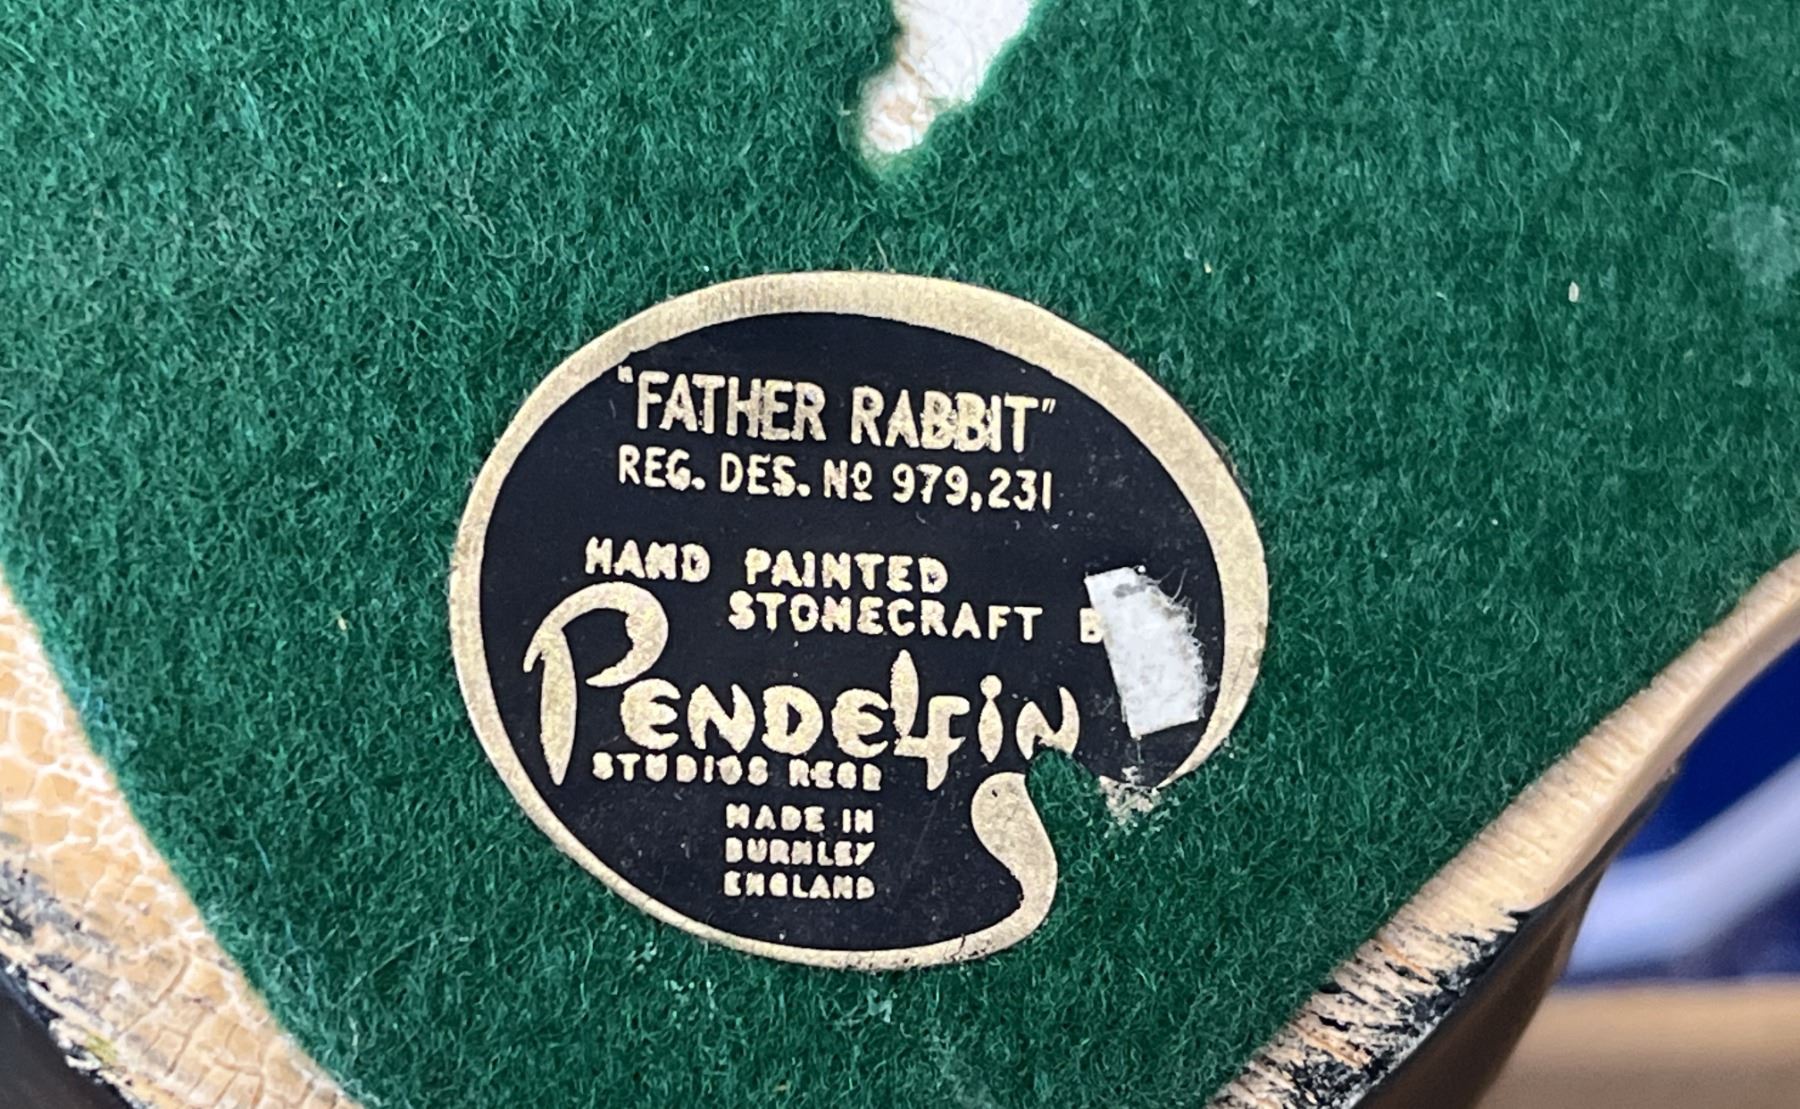 "FATHER RABBIT"
REG. DES. Nº 979,231
HAND PAINTED
STONECRAFT B
PENDELFIN
STUDIOS REGD
MADE IN
BURNLEY
ENGLAND